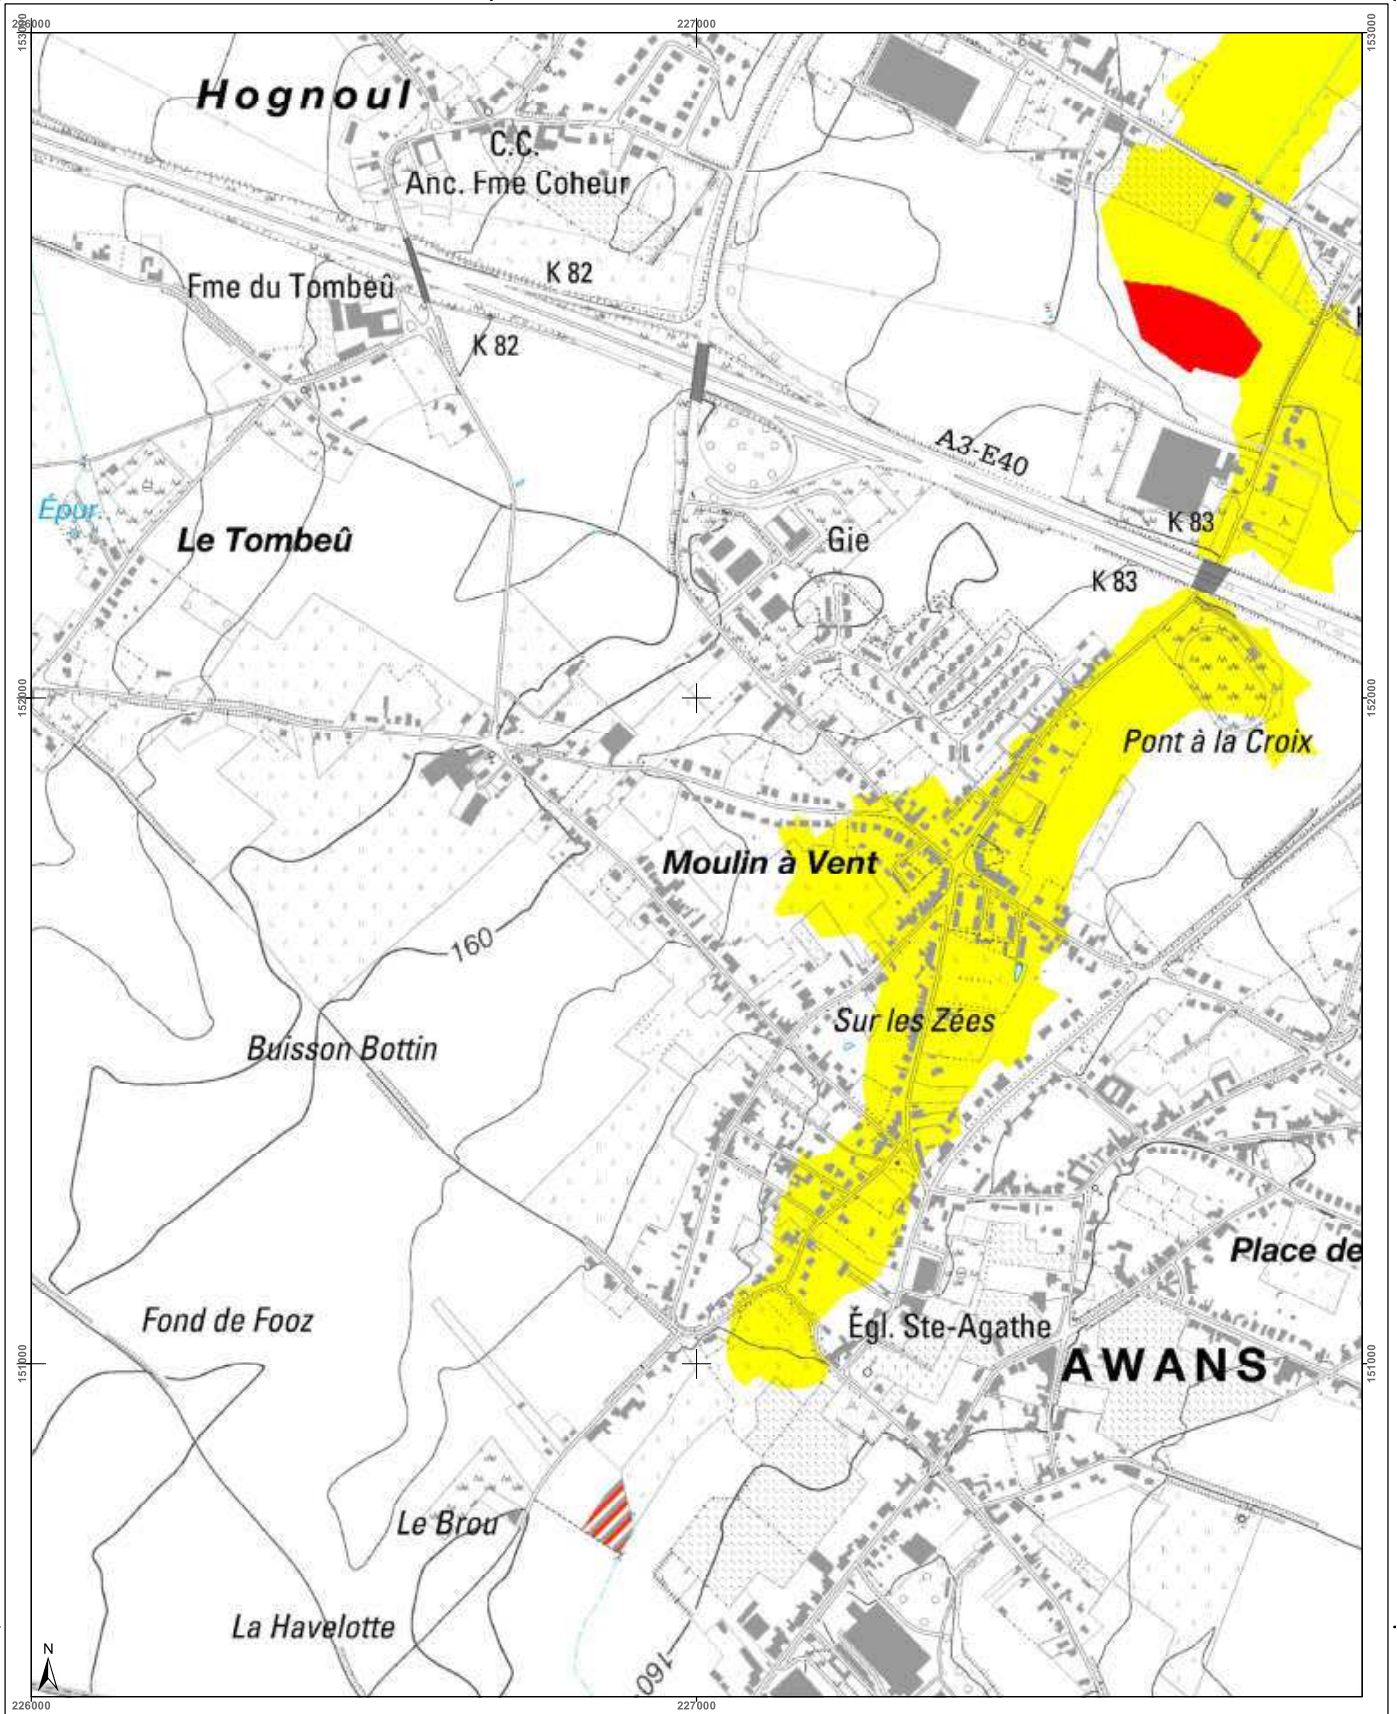 226000
227000
153000
153000
Hognoul
C.C.
Anc. Fme Coheur
K 82
Fme du Tombeû
K 82
A3-E40
Épur.
K 83
Le Tombeû
Gie
K 83
152000
152000
Pont à la Croix
Moulin à Vent
160
Sur les Zées
Buisson Bottin
Place de
Fond de Fooz
Égl. Ste-Agathe
151000
AWANS
151000
Le Brou
La Havelotte
N
160
226000
227000